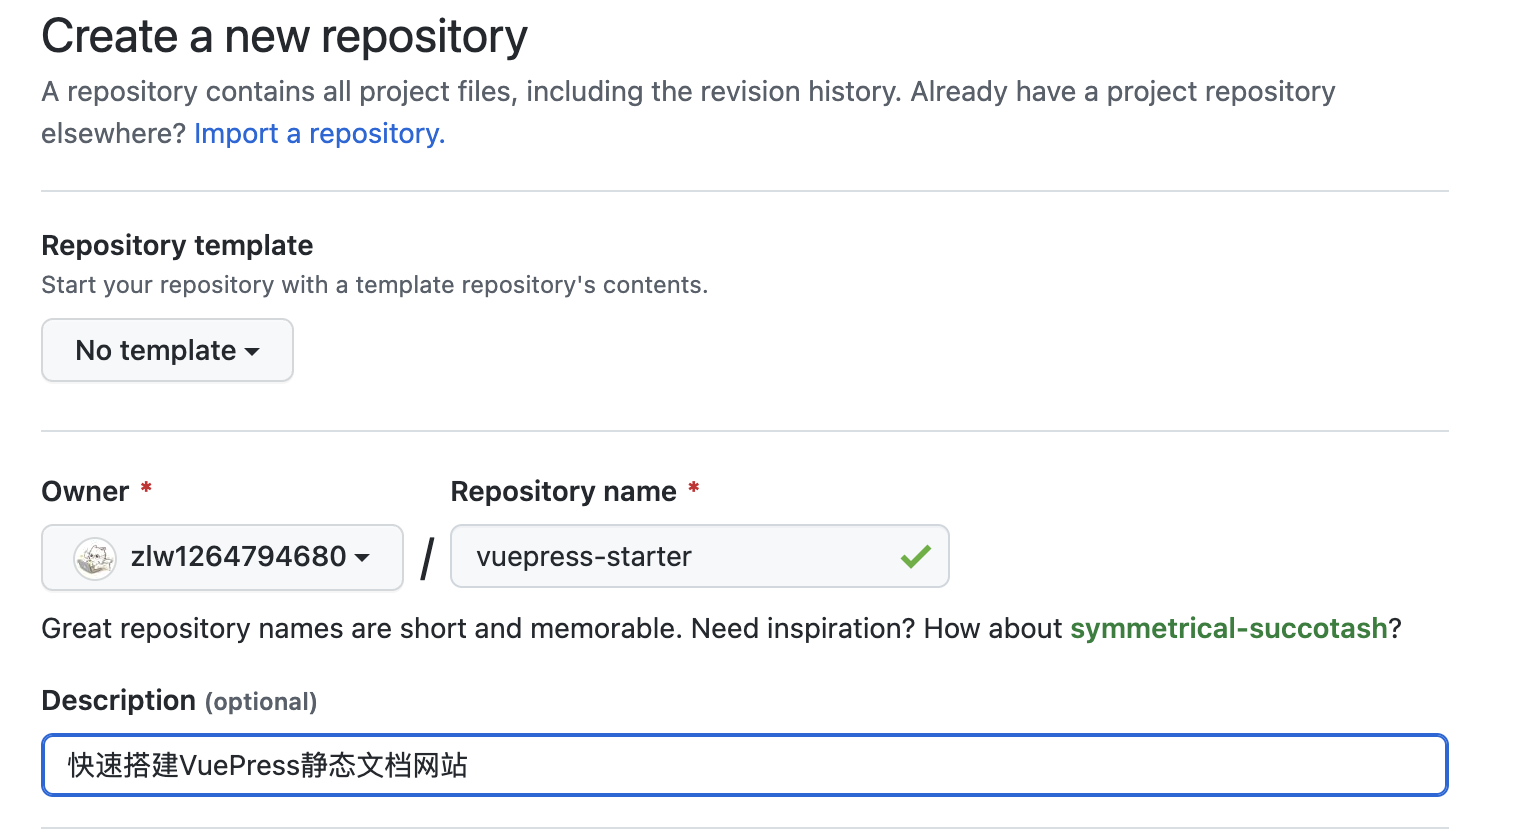 Create a new repository
A repository contains all project files, including the revision history. Already have a project repository
elsewhere? Import a repository.
Repository template
Start your repository with a template repository's contents.
No template
Owner *
Repository name *
zlw1264794680 / vuepress-starter
Great repository names are short and memorable. Need inspiration? How about symmetrical-succotash?
Description (optional)
快速搭建VuePress静态文档网站